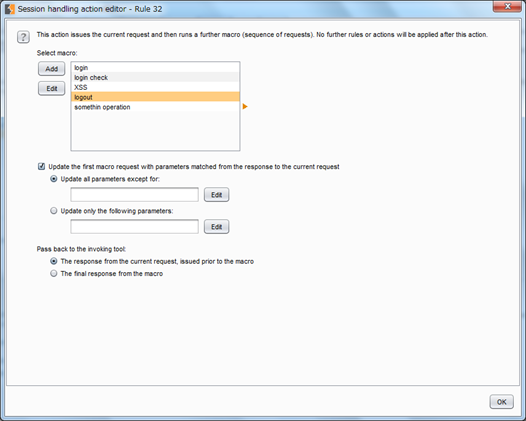 Session handling action editor - Rule 32
?
This action issues the current request and then runs a further macro (sequence of requests). No further rules or actions will be applied after this action.
Select macro:
Add
Edit
login
login check
XSS
logout
somethin operation
Update the first macro request with parameters matched from the response to the current request
Update all parameters except for:
Edit
Update only the following parameters:
Edit
Pass back to the invoking tool:
The response from the current request, issued prior to the macro
The final response from the macro
OK